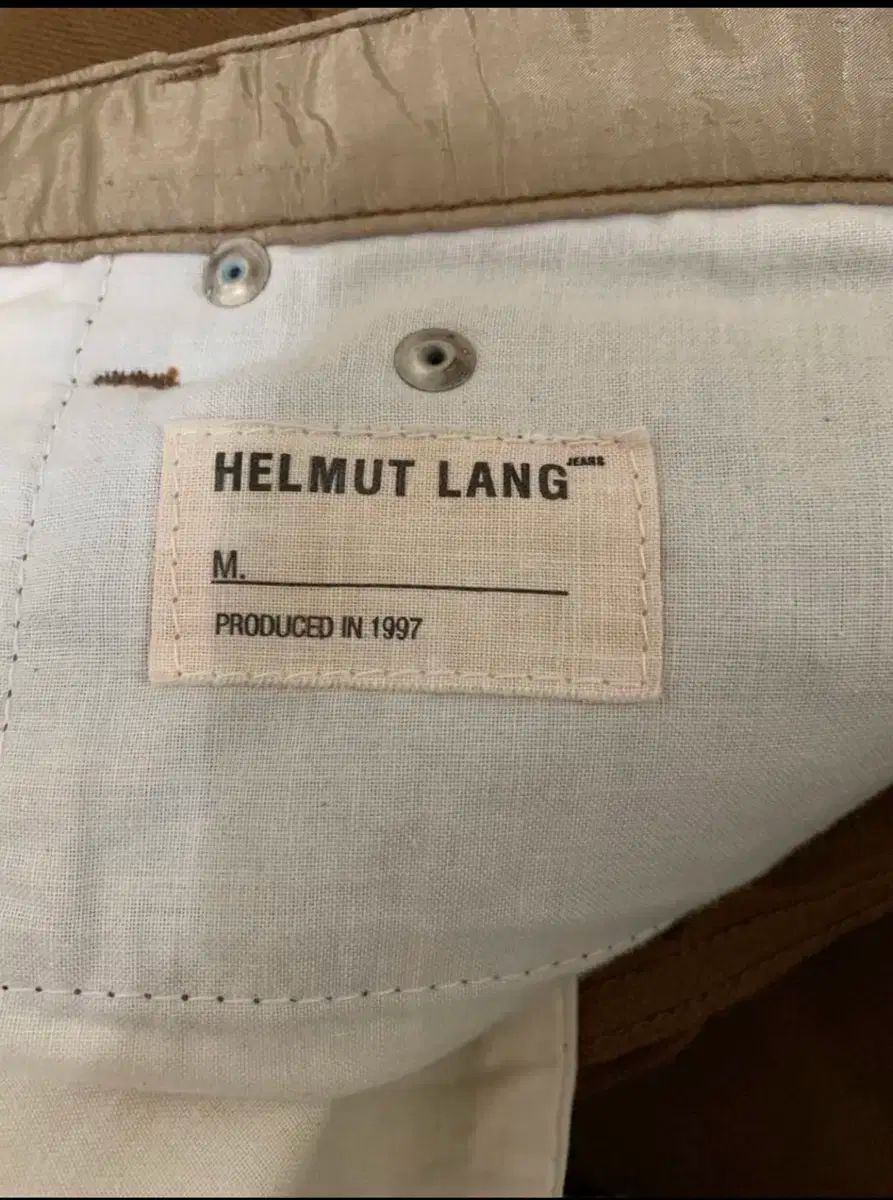 HELMUT LANG JEANS
M.
PRODUCED IN 1997